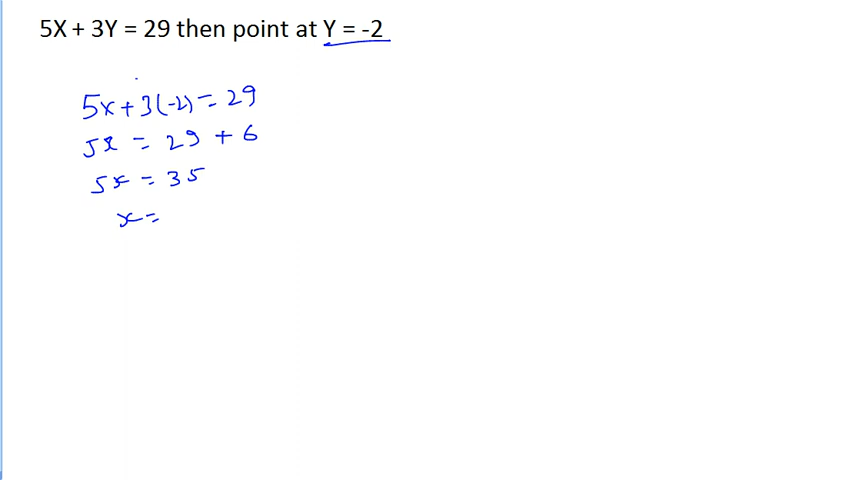 5X + 3Y = 29 then point at Y = -2
5x + 3(-2) = 29
5x = 29 + 6
5x = 35
x =